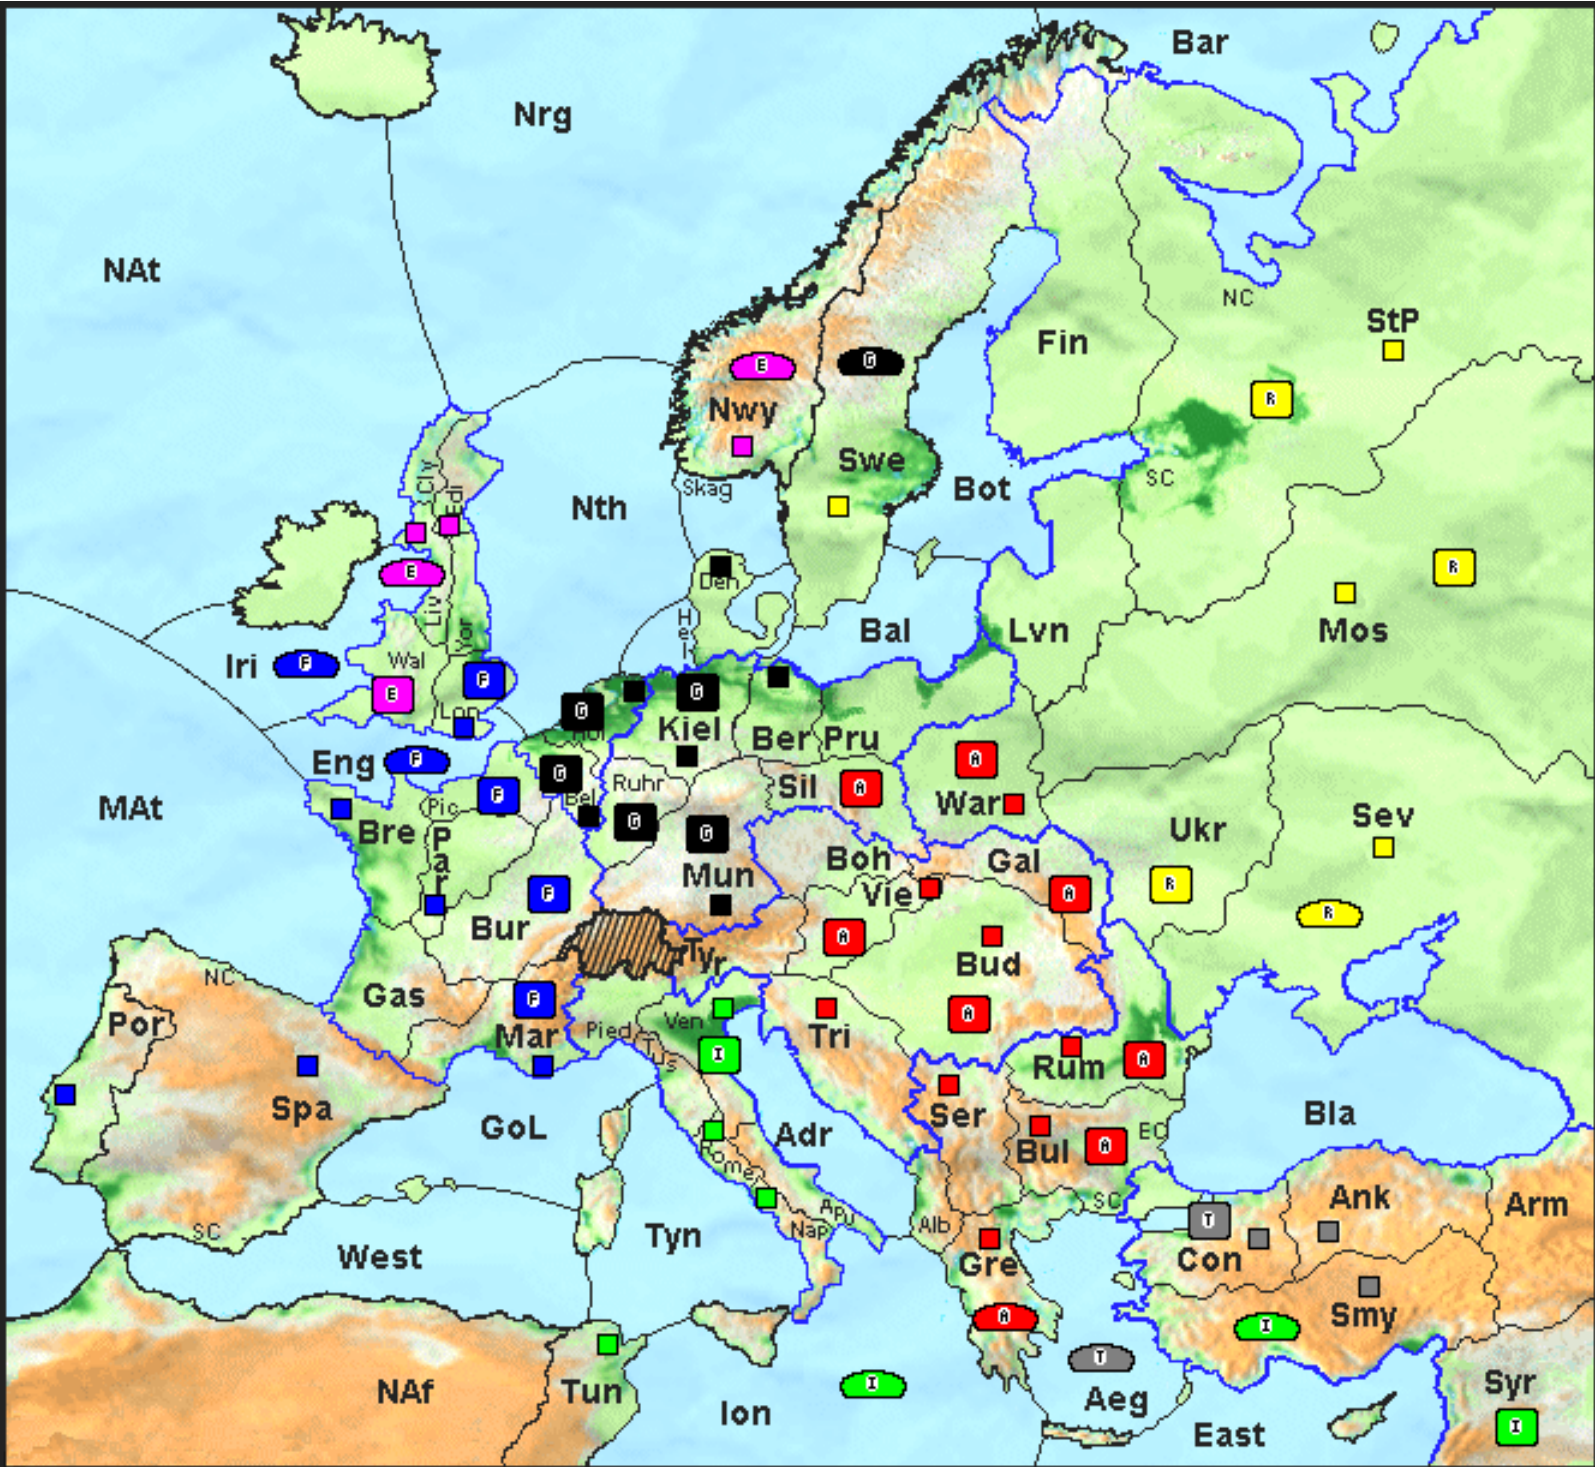 Bar
Nrg
NAt
NC
StP
Fin
E
G
R
Nwy
Swe
SC
Skag
Bot
Nth
Cly
Edi
R
Den
E
Liv
Yor
Hel
Bal
Lvn
Mos
Iri
F
Wal
E
F
Lon
G
Hol
G
Kiel
Ber
Pru
Eng
F
G
Bel
Ruhr
Sil
A
A
War
MAt
Pic
F
Bre
Par
G
G
Mun
Boh
Gal
Ukr
Sev
Vie
A
R
R
F
Bur
Tyr
A
Bud
NC
Gas
F
Mar
Pied
Ven
Tus
I
Tri
A
Por
Rum
A
Spa
GoL
Ser
Bla
Adr
Bul
A
EC
Rome
SC
Ank
Arm
SC
West
Tyn
Nap
Apu
Alb
Gre
T
Con
Smy
A
I
NAf
Tun
Ion
I
T
Aeg
East
Syr
I